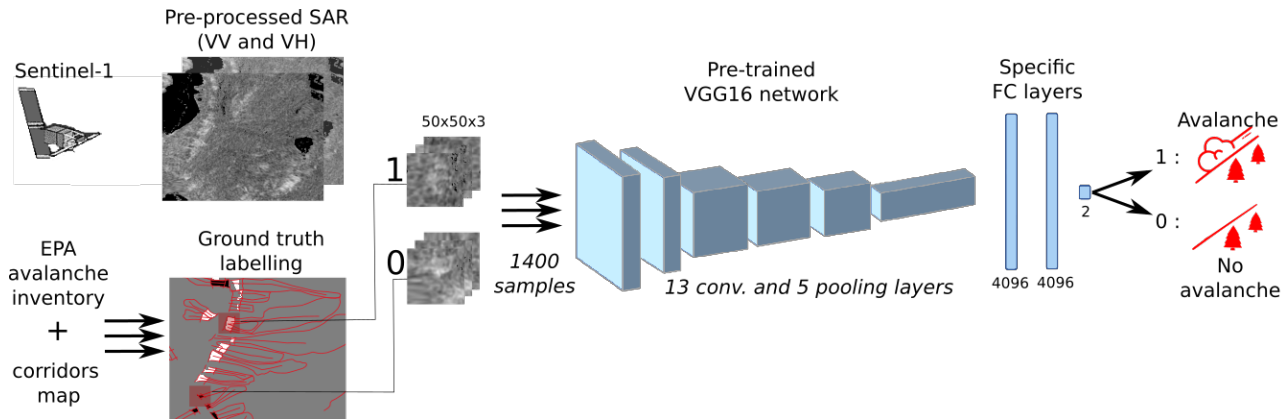 Pre-processed SAR
(VV and VH)
Sentinel-1
EPA
avalanche
inventory
+
corridors
map
Ground truth
labelling
50x50x3
1
0
1400
samples
Pre-trained
VGG16 network
13 conv. and 5 pooling layers
Specific
FC layers
4096 4096
2
Avalanche
1 :
0 :
No
avalanche